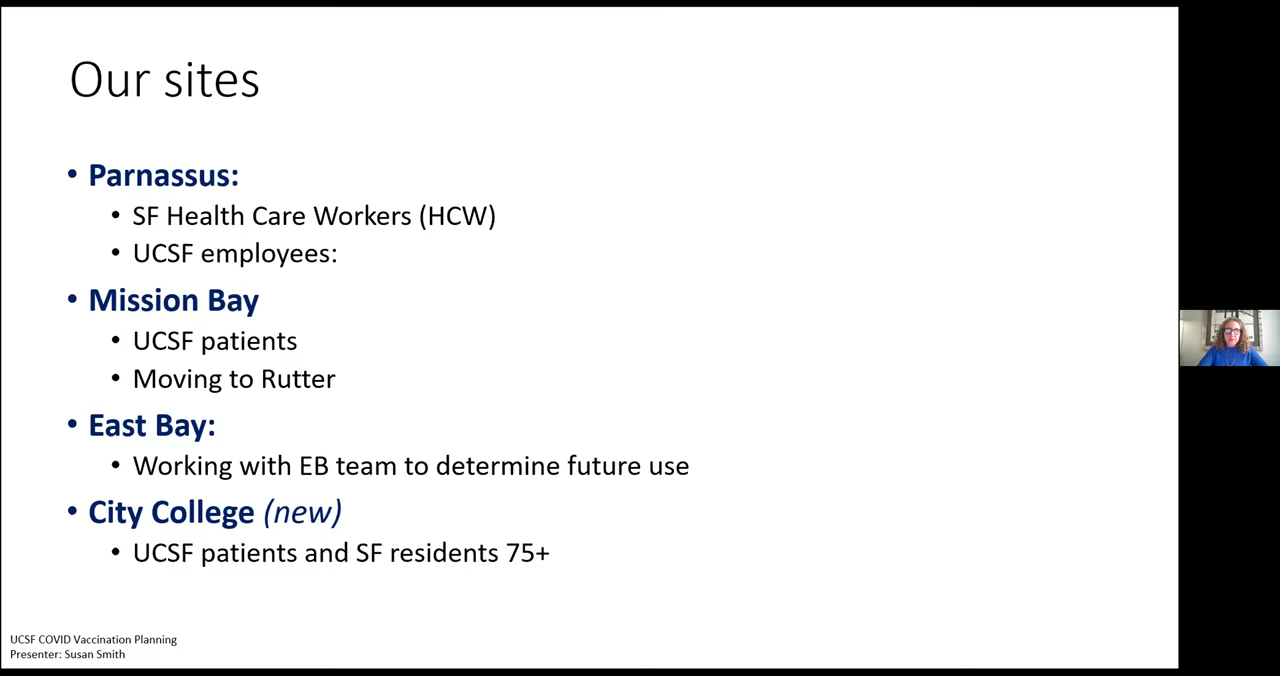 Our sites
• Parnassus:
• SF Health Care Workers (HCW)
• UCSF employees:
• Mission Bay
• UCSF patients
• Moving to Rutter
• East Bay:
• Working with EB team to determine future use
• City College (new)
• UCSF patients and SF residents 75+
UCSF COVID Vaccination Planning
Presenter: Susan Smith